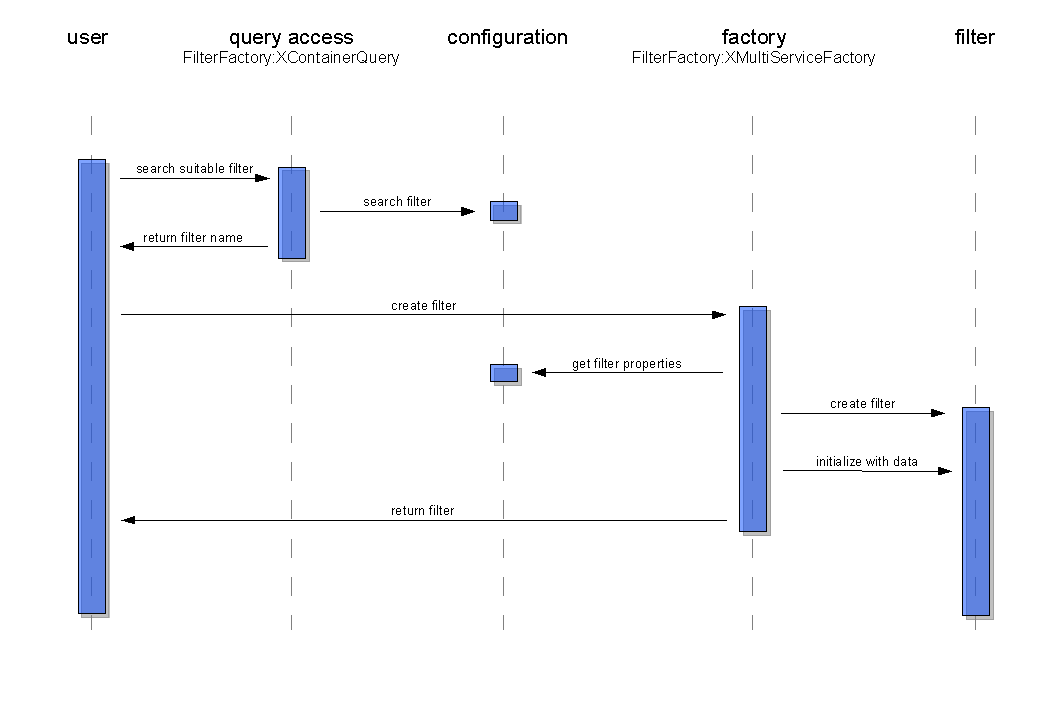 user
query access
configuration
factory
filter
FilterFactory:XContainerQuery
FilterFactory:XMultiServiceFactory
search suitable filter
search filter
return filter name
create filter
get filter properties
create filter
initialize with data
return filter